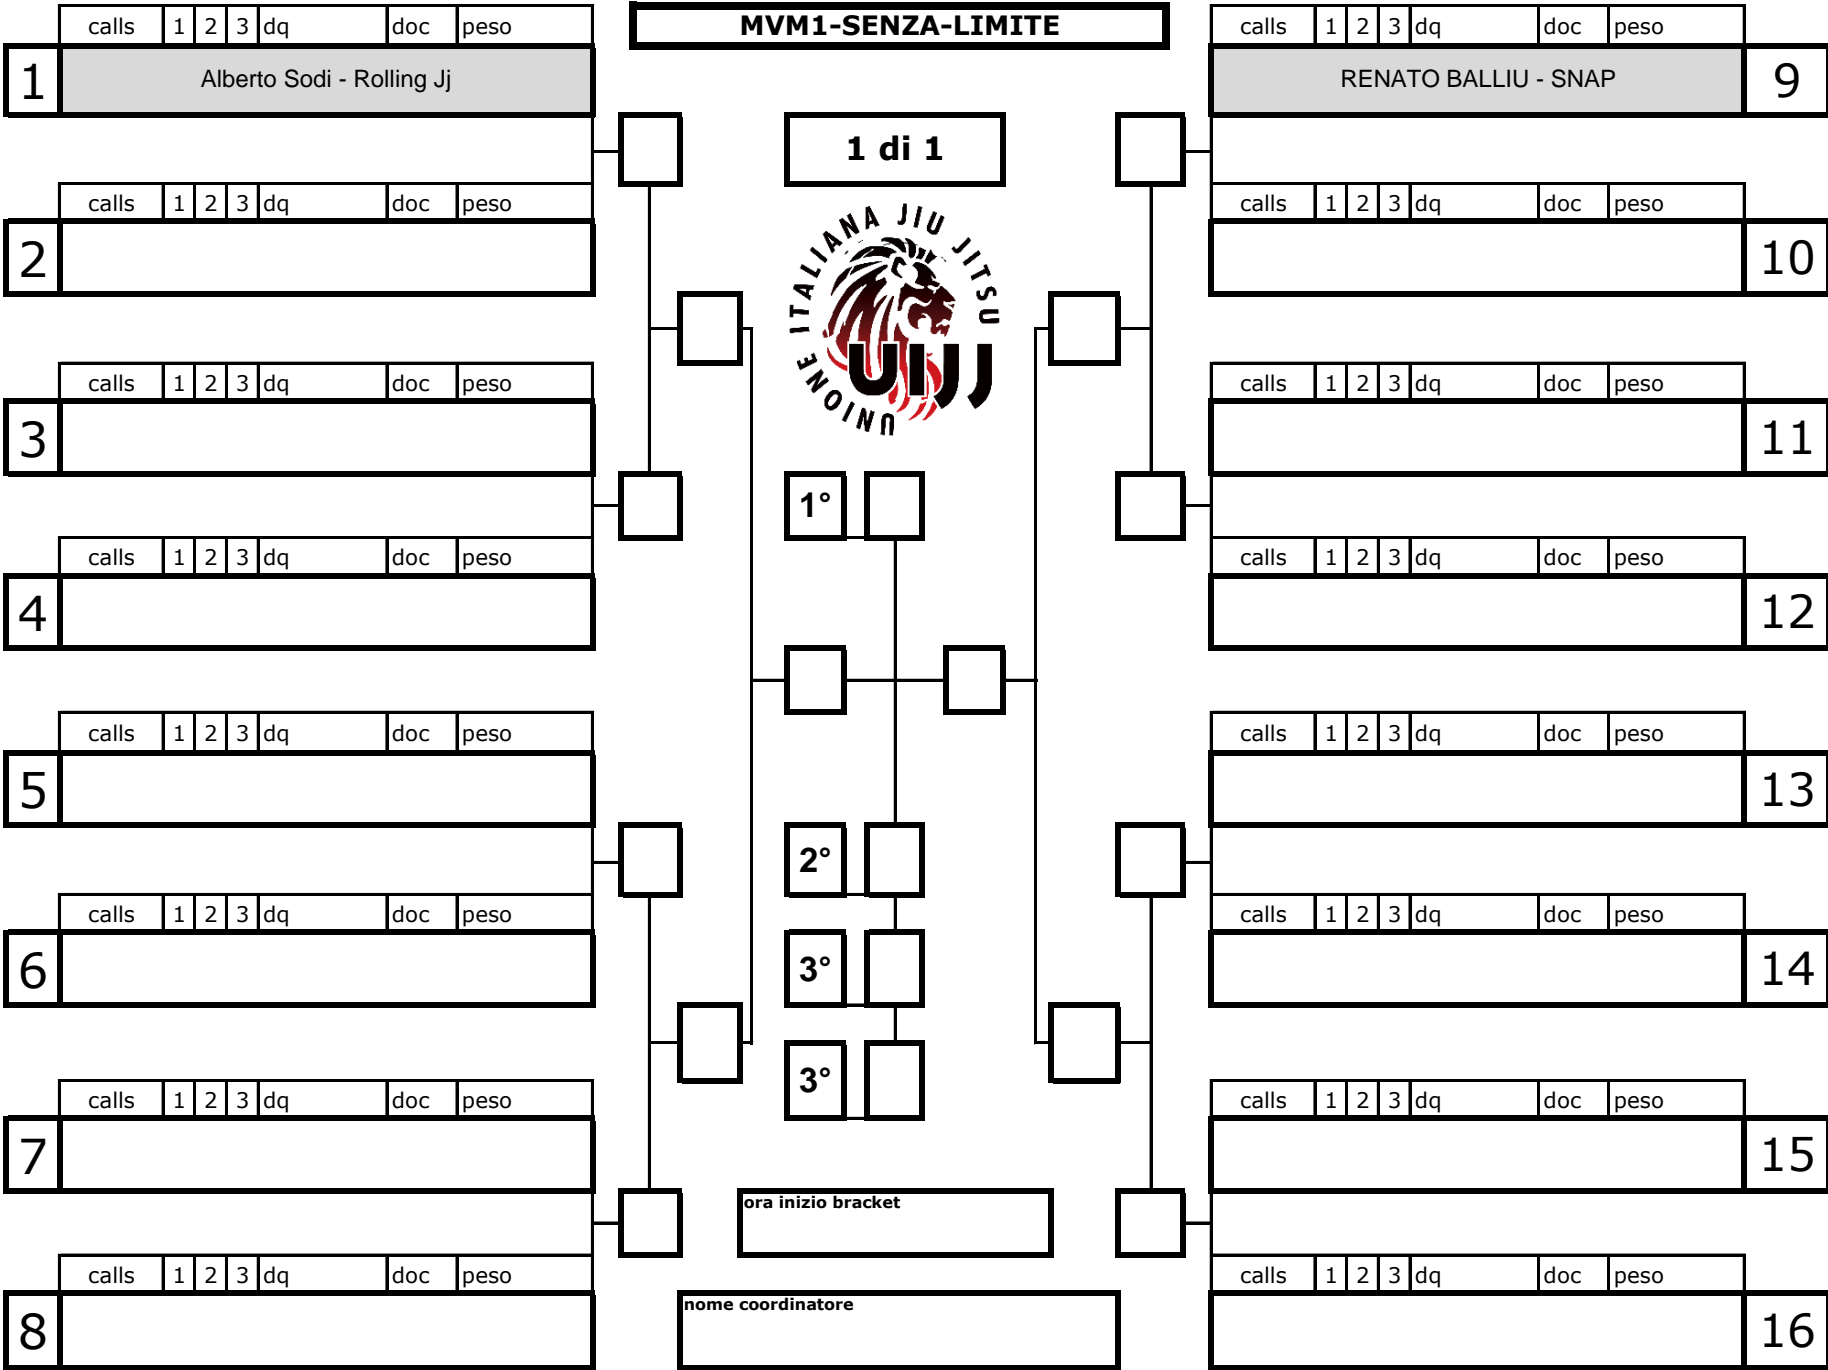 calls 1 2 3 dq doc peso
1 Alberto Sodi - Rolling Jj
calls 1 2 3 dq doc peso
2
calls 1 2 3 dq doc peso
3
calls 1 2 3 dq doc peso
4
calls 1 2 3 dq doc peso
5
calls 1 2 3 dq doc peso
6
calls 1 2 3 dq doc peso
7
calls 1 2 3 dq doc peso
8
MVM1-SENZA-LIMITE
1 di 1
UNIONE ITALIANA JIU JITSU
UIJJ
1°
2°
3°
3°
ora inizio bracket
nome coordinatore
calls 1 2 3 dq doc peso
RENATO BALLIU - SNAP 9
calls 1 2 3 dq doc peso
10
calls 1 2 3 dq doc peso
11
calls 1 2 3 dq doc peso
12
calls 1 2 3 dq doc peso
13
calls 1 2 3 dq doc peso
14
calls 1 2 3 dq doc peso
15
calls 1 2 3 dq doc peso
16